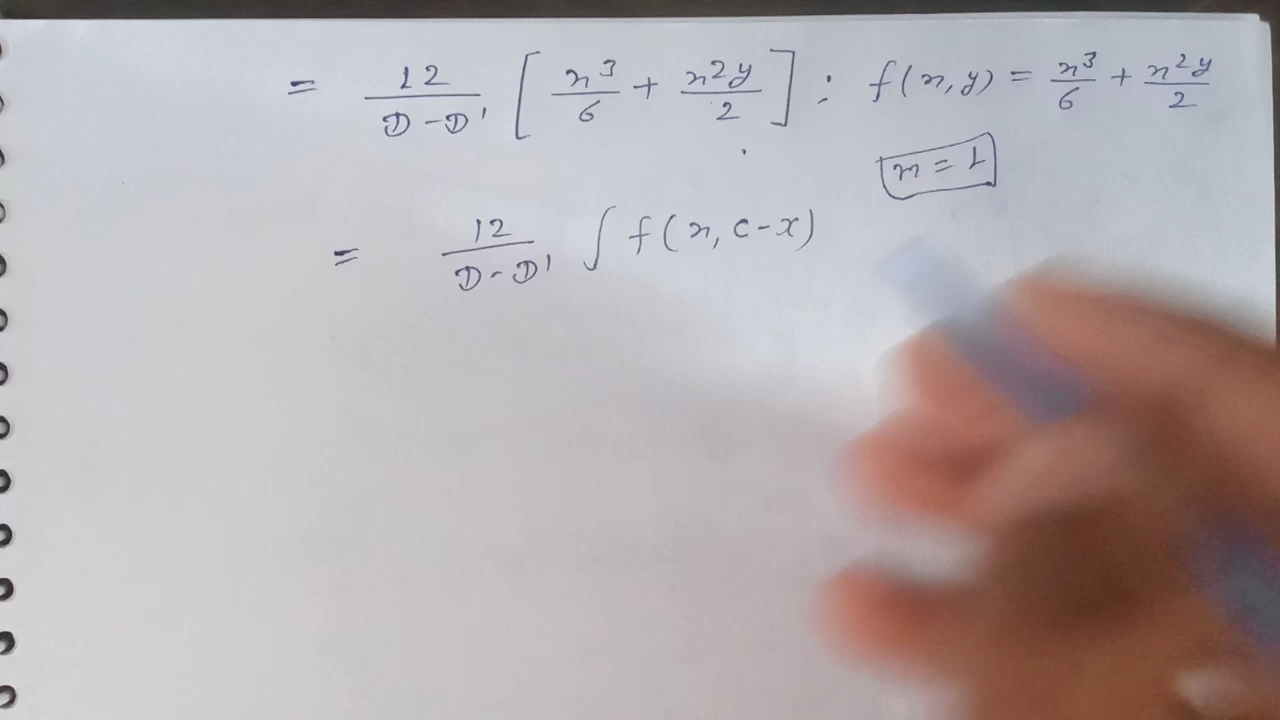 = 12/(D-D') [ x³/6 + x²y/2 ] : f(x,y) = x³/6 + x²y/2
m = 1
= 12/(D-D') ∫ f(x, c-x)